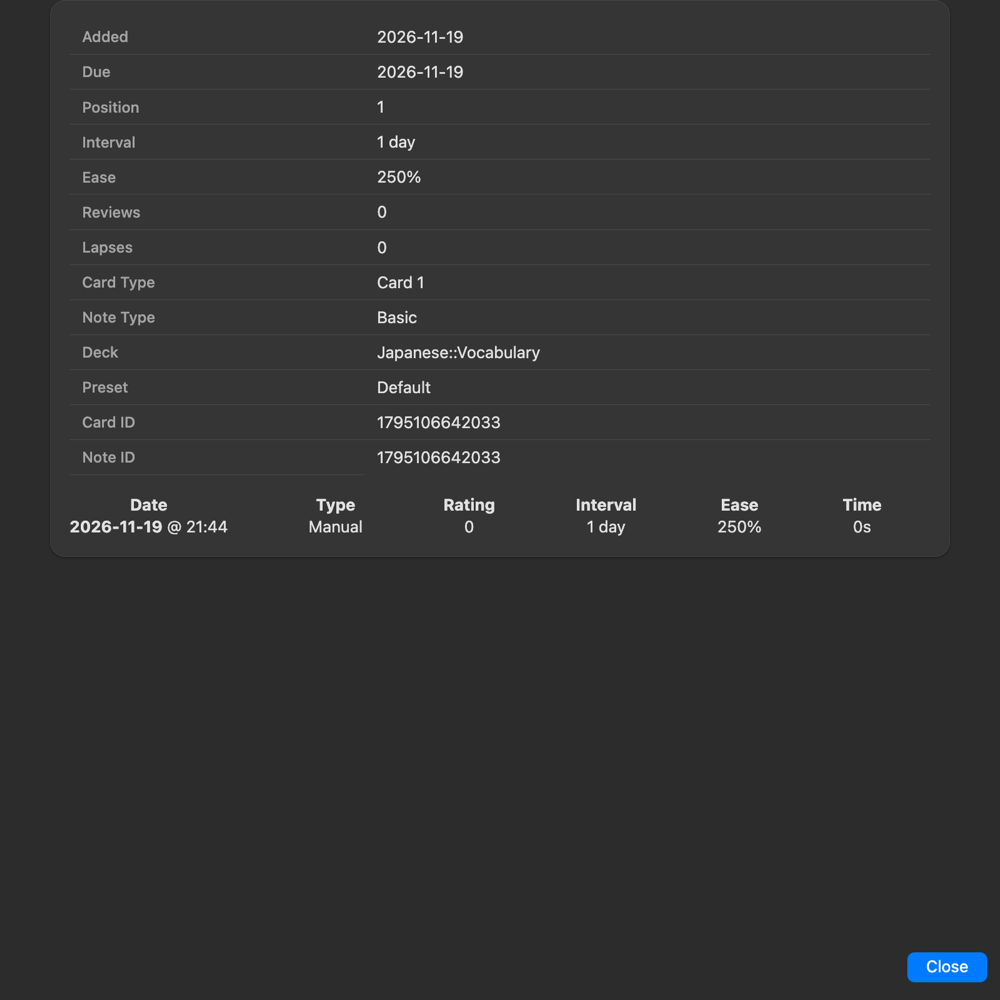 Added 2026-11-19
Due 2026-11-19
Position 1
Interval 1 day
Ease 250%
Reviews 0
Lapses 0
Card Type Card 1
Note Type Basic
Deck Japanese::Vocabulary
Preset Default
Card ID 1795106642033
Note ID 1795106642033
Date Type Rating Interval Ease Time
2026-11-19 @ 21:44 Manual 0 1 day 250% 0s
Close